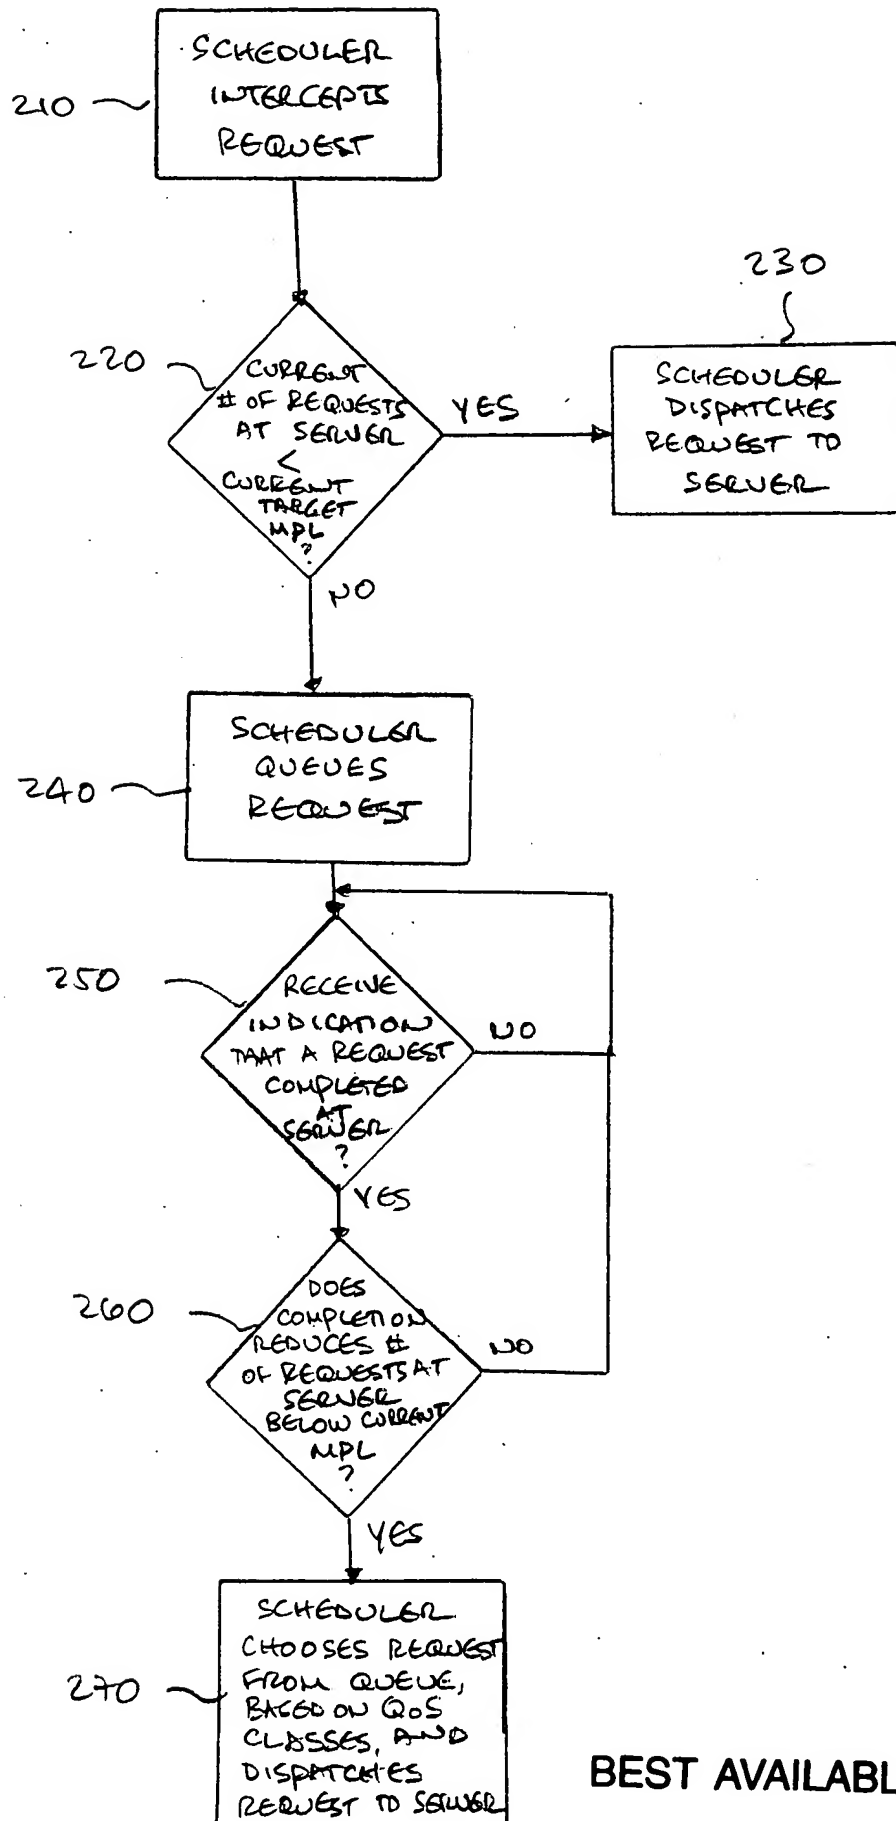 SCHEDULER
INTERCEPTS
REQUEST
210
220
CURRENT
# OF REQUESTS
AT SERVER
<
CURRENT
TARGET
MPL
?
YES
230
SCHEDULER
DISPATCHES
REQUEST TO
SERVER
NO
240
SCHEDULER
QUEUES
REQUEST
250
RECEIVE
INDICATION
THAT A REQUEST
COMPLETED
AT
SERVER
?
NO
YES
260
DOES
COMPLETION
REDUCES #
OF REQUESTS AT
SERVER
BELOW CURRENT
MPL
?
NO
YES
270
SCHEDULER
CHOOSES REQUEST
FROM QUEUE,
BASED ON QoS
CLASSES, AND
DISPATCHES
REQUEST TO SERVER
BEST AVAILABL